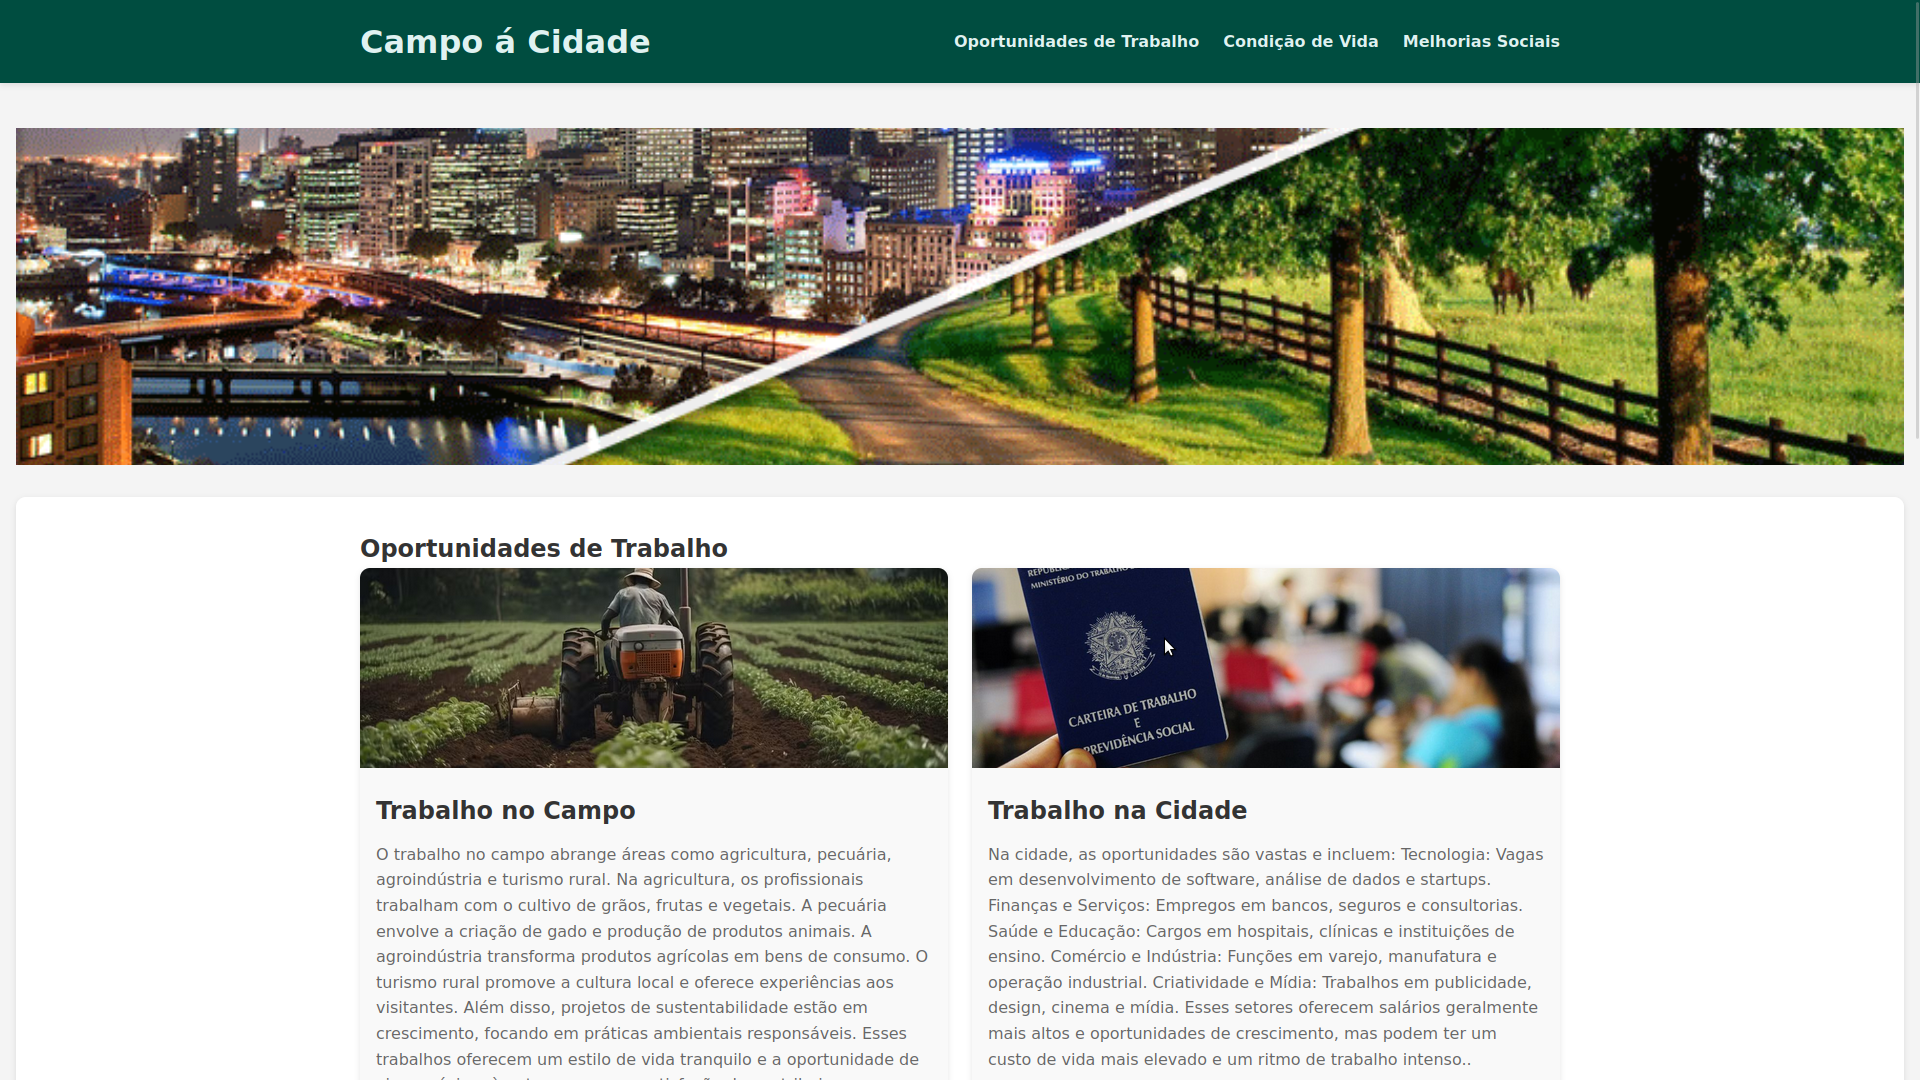 Campo á Cidade
Oportunidades de Trabalho
Condição de Vida
Melhorias Sociais
Oportunidades de Trabalho
MINISTÉRIO DO TRABALHO
CARTEIRA DE TRABALHO
E
PREVIDÊNCIA SOCIAL
Trabalho no Campo
O trabalho no campo abrange áreas como agricultura, pecuária,
agroindústria e turismo rural. Na agricultura, os profissionais
trabalham com o cultivo de grãos, frutas e vegetais. A pecuária
envolve a criação de gado e produção de produtos animais. A
agroindústria transforma produtos agrícolas em bens de consumo. O
turismo rural promove a cultura local e oferece experiências aos
visitantes. Além disso, projetos de sustentabilidade estão em
crescimento, focando em práticas ambientais responsáveis. Esses
trabalhos oferecem um estilo de vida tranquilo e a oportunidade de
Trabalho na Cidade
Na cidade, as oportunidades são vastas e incluem: Tecnologia: Vagas
em desenvolvimento de software, análise de dados e startups.
Finanças e Serviços: Empregos em bancos, seguros e consultorias.
Saúde e Educação: Cargos em hospitais, clínicas e instituições de
ensino. Comércio e Indústria: Funções em varejo, manufatura e
operação industrial. Criatividade e Mídia: Trabalhos em publicidade,
design, cinema e mídia. Esses setores oferecem salários geralmente
mais altos e oportunidades de crescimento, mas podem ter um
custo de vida mais elevado e um ritmo de trabalho intenso..